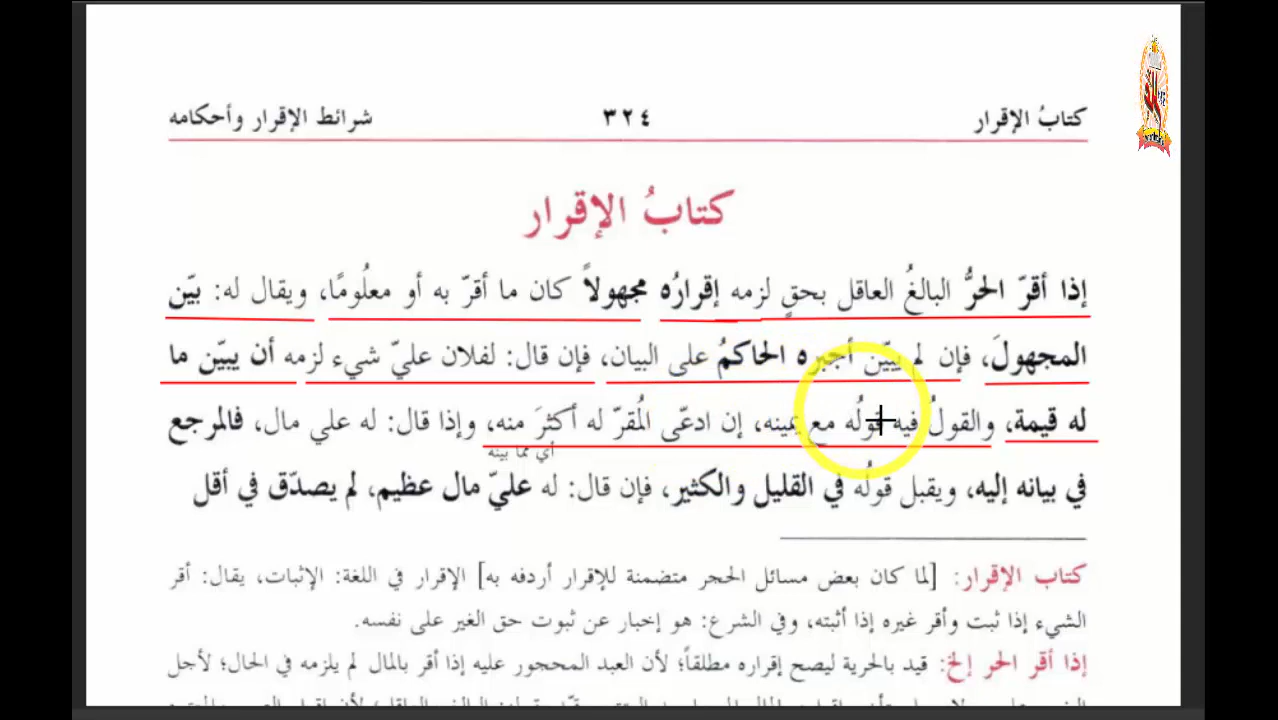 كتابُ الإقرار ٣٢٤ شرائط الإقرار وأحكامه
كتابُ الإقرار
إذا أقرّ الحرُّ البالغُ العاقل بحقٍ لزمه إقرارُه مجهولاً كان ما أقرّ به أو معلُومًا، ويقال له: بيّن
المجهولَ، فإن لم يبيّن أجبره الحاكمُ على البيان، فإن قال: لفلان عليّ شيء لزمه أن يبيّن ما
له قيمة، والقولُ فيه قولُه مع يمينه، إن ادعّى المُقرّ له أكثرَ منه، وإذا قال: له علي مال، فالمرجع
أي مما بينه
في بيانه إليه، ويقبل قولُه في القليل والكثير، فإن قال: له عليّ مال عظيم، لم يصدّق في أقل
كتاب الإقرار: [لما كان بعض مسائل الحجر متضمنة للإقرار أردفه به] الإقرار في اللغة: الإثبات، يقال: أقر
الشيء إذا ثبت وأقر غيره إذا أثبته، وفي الشرع: هو إخبار عن ثبوت حق الغير على نفسه.
إذا أقر الحر إلخ: قيد بالحرية ليصح إقراره مطلقاً؛ لأن العبد المحجور عليه إذا أقر بالمال لم يلزمه في الحال؛ لأجل